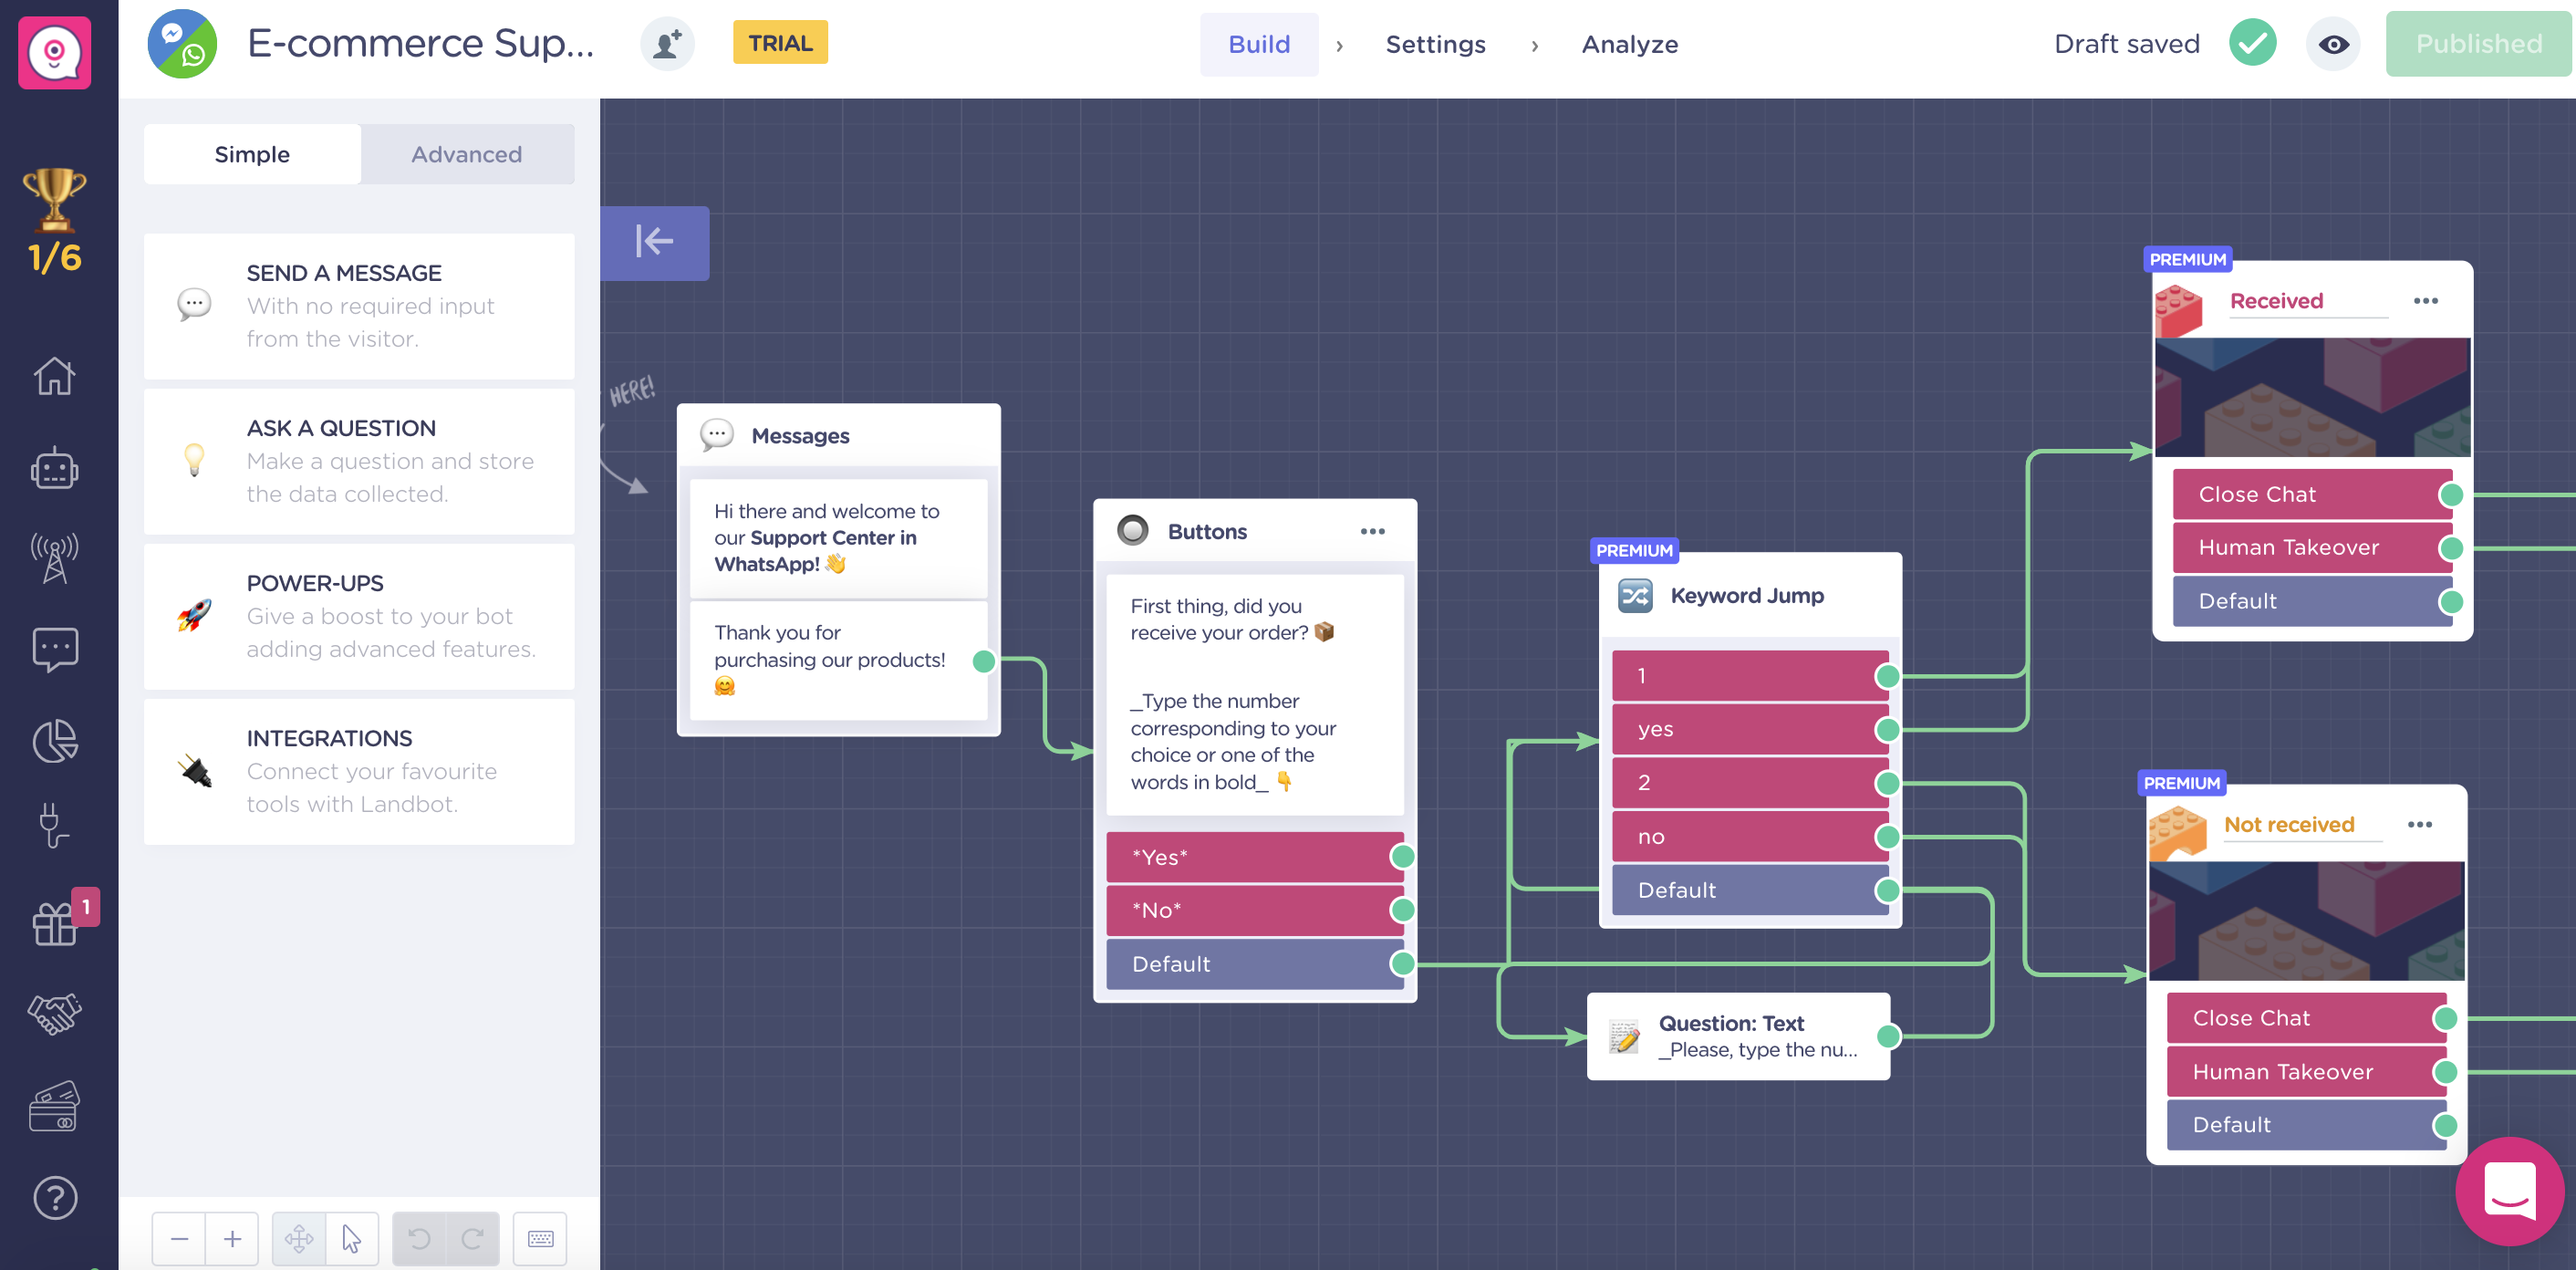 E-commerce Sup...
TRIAL
Build
Settings
Analyze
Draft saved
Published
1/6
1
Simple
Advanced
SEND A MESSAGE
With no required input
from the visitor.
ASK A QUESTION
Make a question and store
the data collected.
POWER-UPS
Give a boost to your bot
adding advanced features.
INTEGRATIONS
Connect your favourite
tools with Landbot.
HERE!
Messages
Hi there and welcome to
our Support Center in
WhatsApp! 👋
Thank you for
purchasing our products!
🤗
Buttons
First thing, did you
receive your order? 📦
_Type the number
corresponding to your
choice or one of the
words in bold_ 👇
*Yes*
*No*
Default
PREMIUM
Keyword Jump
1
yes
2
no
Default
Question: Text
_Please, type the nu...
PREMIUM
Received
Close Chat
Human Takeover
Default
PREMIUM
Not received
Close Chat
Human Takeover
Default